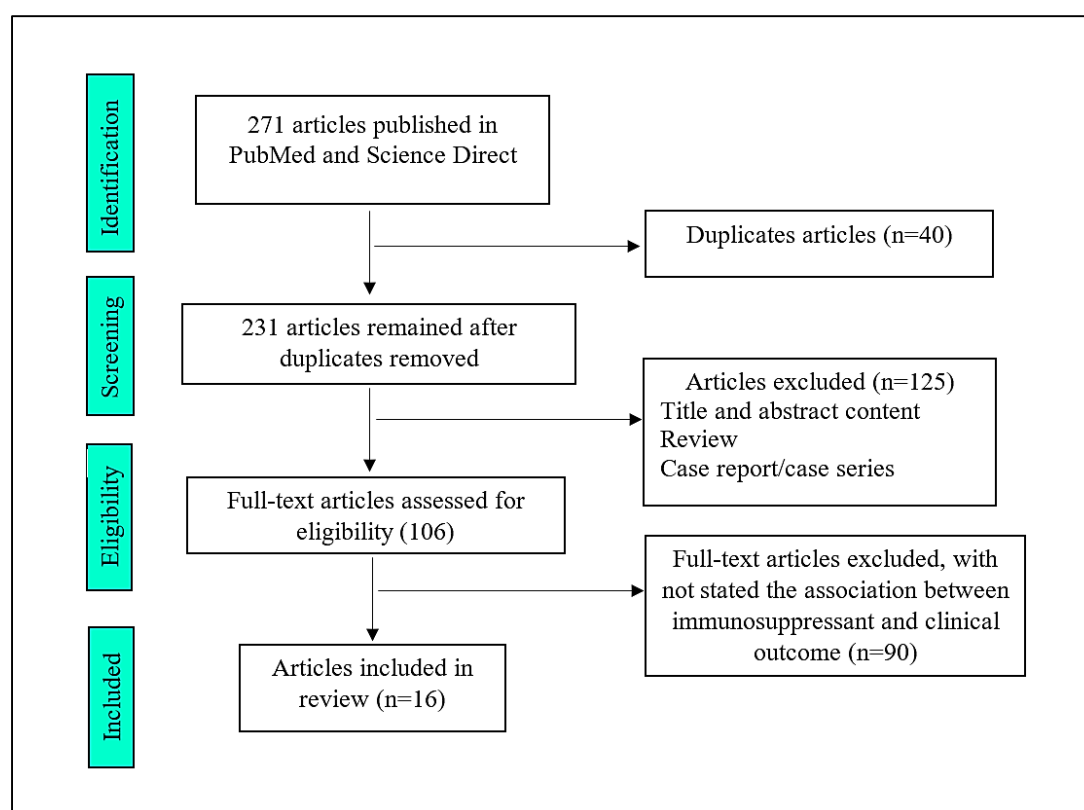 Identification
271 articles published in
PubMed and Science Direct
Duplicates articles (n=40)
Screening
231 articles remained after
duplicates removed
Articles excluded (n=125)
Title and abstract content
Review
Case report/case series
Eligibility
Full-text articles assessed for
eligibility (106)
Full-text articles excluded, with
not stated the association between
immunosuppressant and clinical
outcome (n=90)
Included
Articles included in
review (n=16)